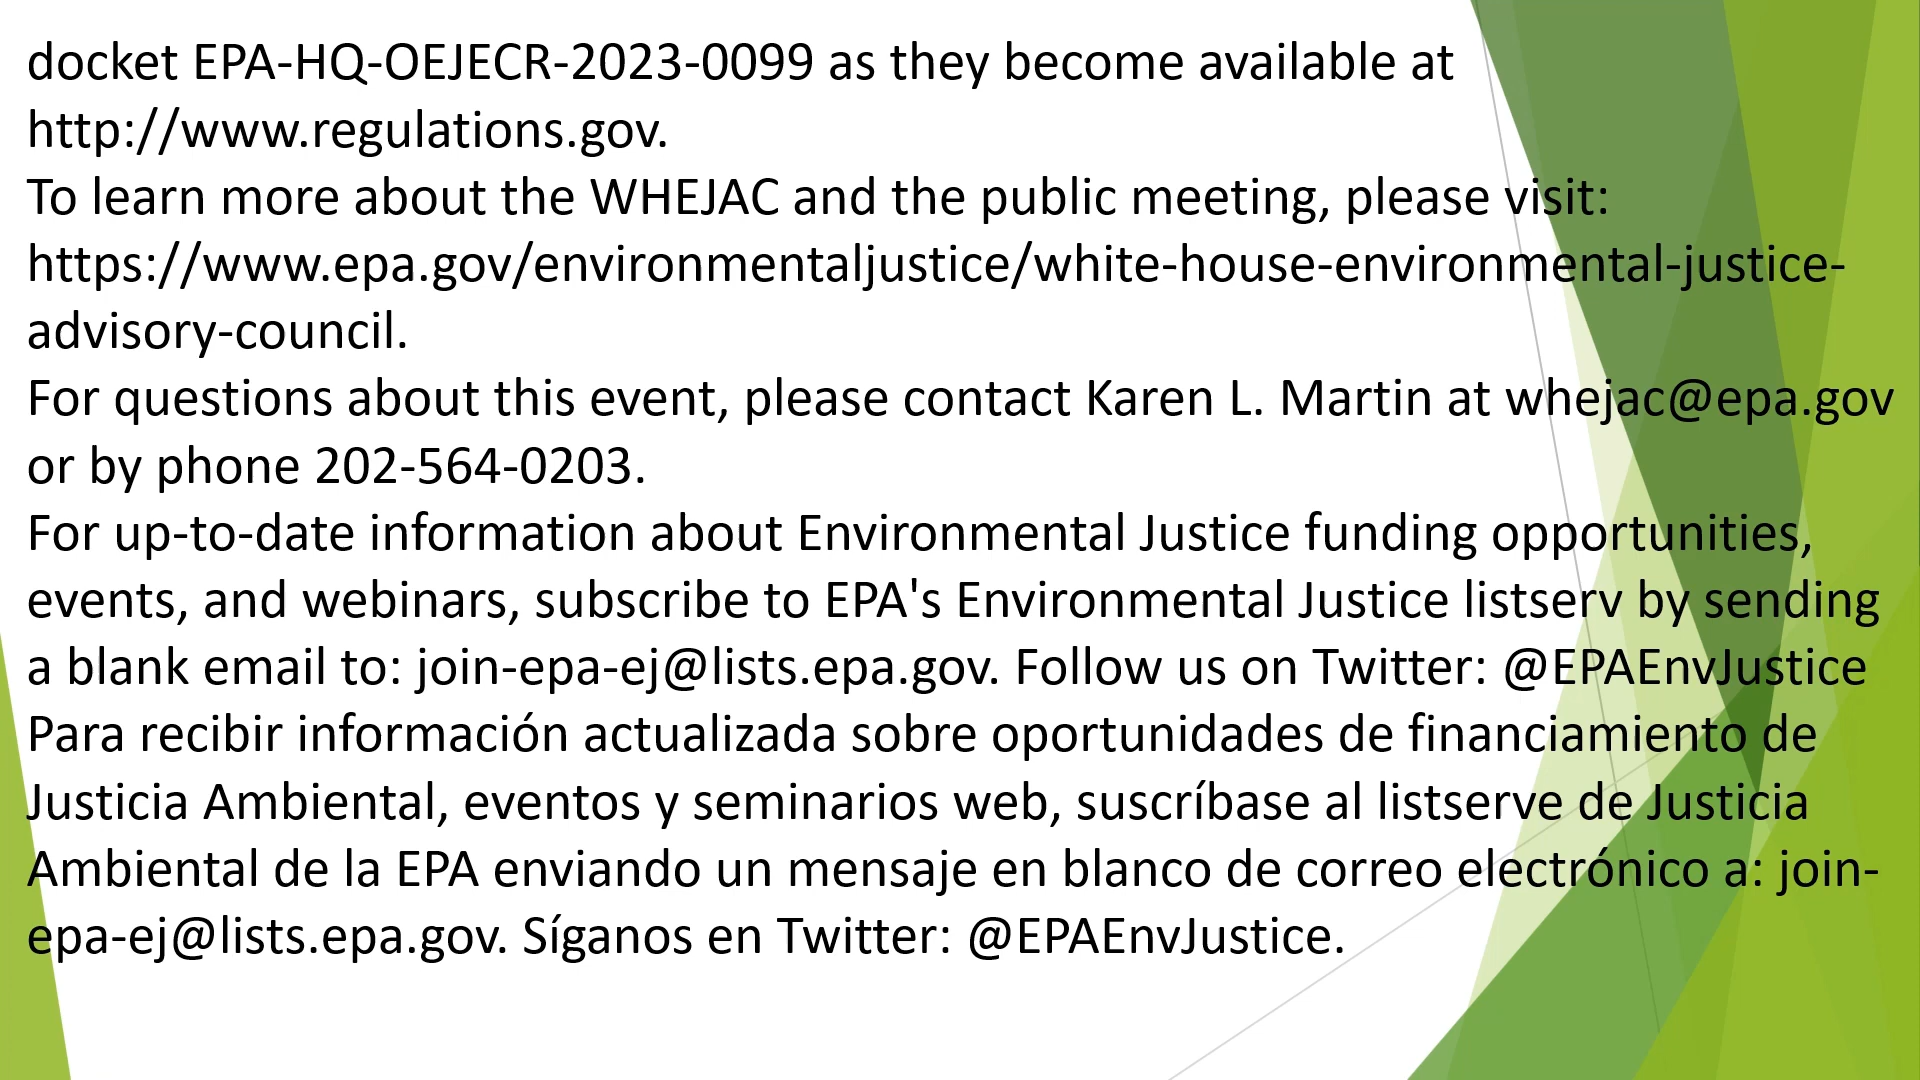 docket EPA-HQ-OEJECR-2023-0099 as they become available at
http://www.regulations.gov.
To learn more about the WHEJAC and the public meeting, please visit:
https://www.epa.gov/environmentaljustice/white-house-environmental-justice-
advisory-council.
For questions about this event, please contact Karen L. Martin at whejac@epa.gov
or by phone 202-564-0203.
For up-to-date information about Environmental Justice funding opportunities,
events, and webinars, subscribe to EPA's Environmental Justice listserv by sending
a blank email to: join-epa-ej@lists.epa.gov. Follow us on Twitter: @EPAEnvJustice
Para recibir información actualizada sobre oportunidades de financiamiento de
Justicia Ambiental, eventos y seminarios web, suscríbase al listserve de Justicia
Ambiental de la EPA enviando un mensaje en blanco de correo electrónico a: join-
epa-ej@lists.epa.gov. Síganos en Twitter: @EPAEnvJustice.